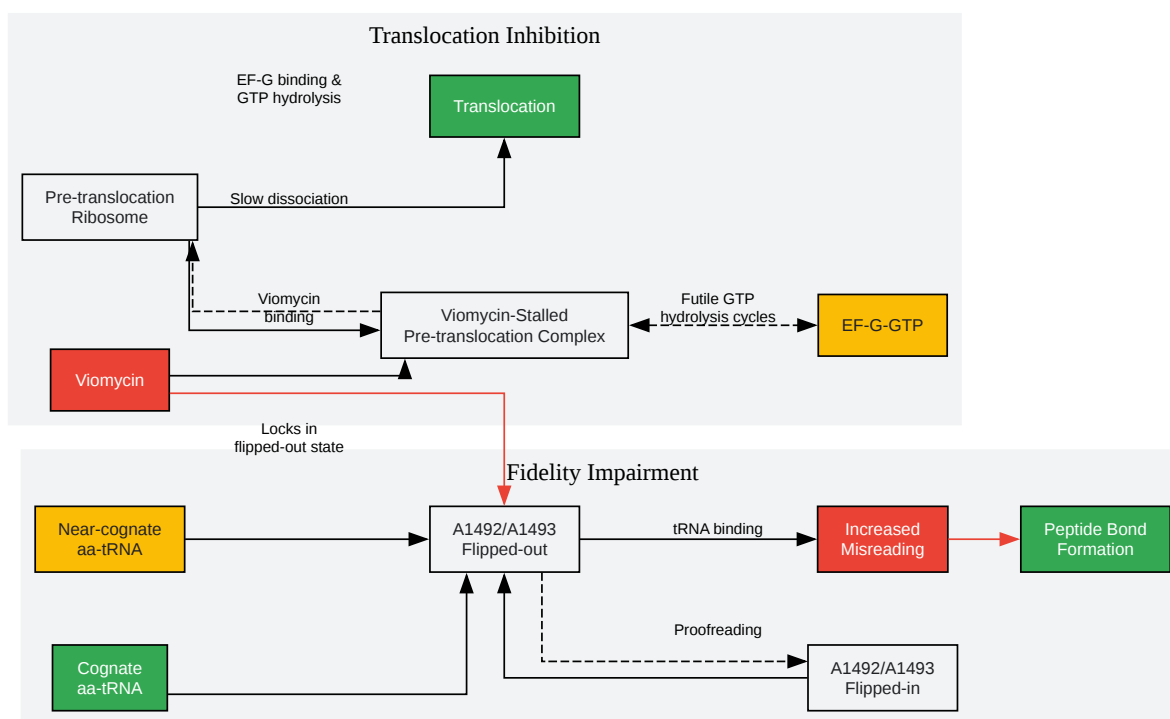 Translocation Inhibition
EF-G binding &
GTP hydrolysis
Translocation
Pre-translocation
Ribosome
Slow dissociation
Viomycin
binding
Viomycin-Stalled
Pre-translocation Complex
Futile GTP
hydrolysis cycles
EF-G-GTP
Viomycin
Locks in
flipped-out state
Fidelity Impairment
Near-cognate
aa-tRNA
A1492/A1493
Flipped-out
tRNA binding
Increased
Misreading
Peptide Bond
Formation
Proofreading
Cognate
aa-tRNA
A1492/A1493
Flipped-in